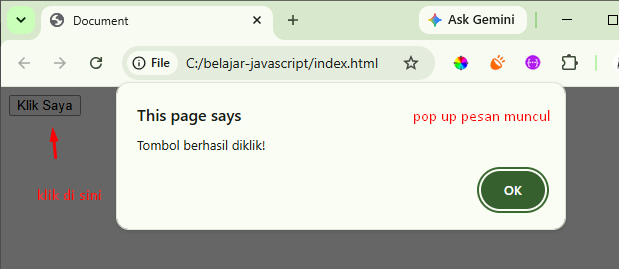 Document
Ask Gemini
File
C:/belajar-javascript/index.html
Klik Saya
This page says
pop up pesan muncul
Tombol berhasil diklik!
OK
klik di sini